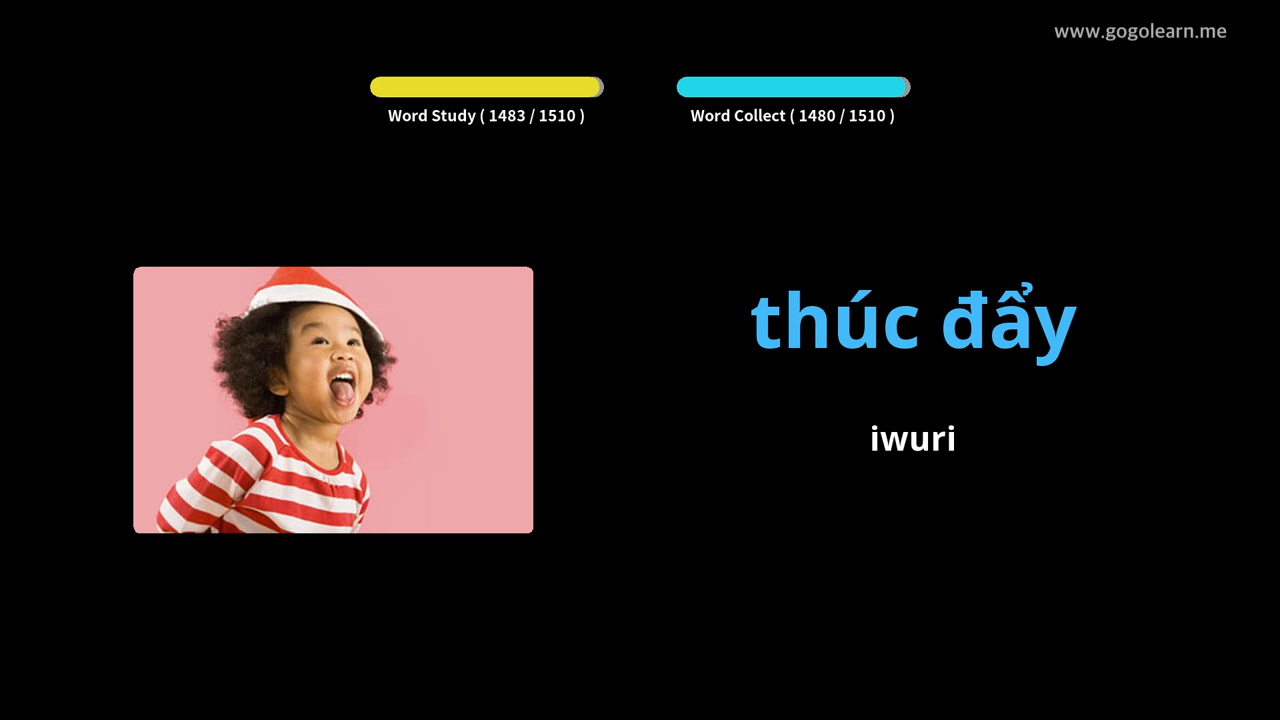 www.gogolearn.me
Word Study ( 1483 / 1510 )
Word Collect ( 1480 / 1510 )
thúc đẩy
iwuri